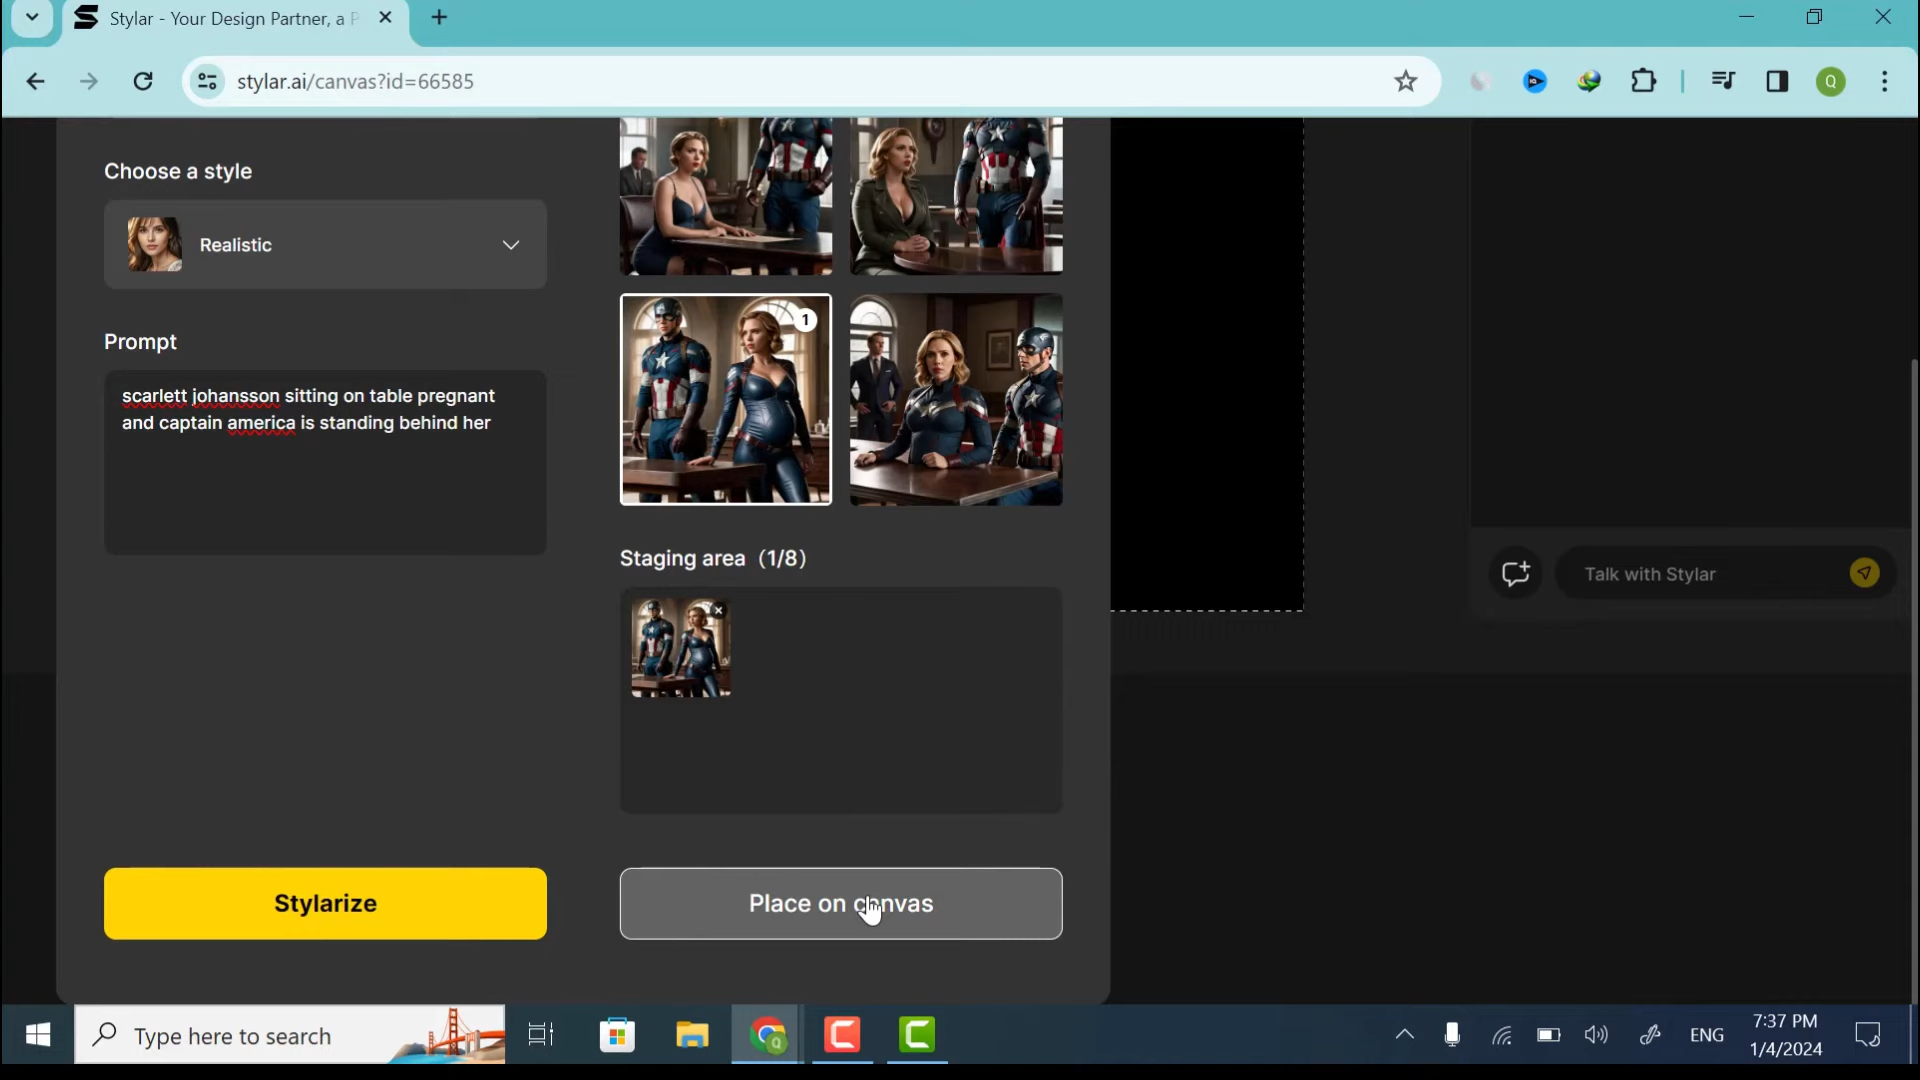 Stylar - Your Design Partner, a P
stylar.ai/canvas?id=66585
Q
Choose a style
Realistic
Prompt
scarlett johansson sitting on table pregnant
and captain america is standing behind her
1
Staging area (1/8)
Talk with Stylar
Stylarize
Place on canvas
Type here to search
ENG
7:37 PM
1/4/2024